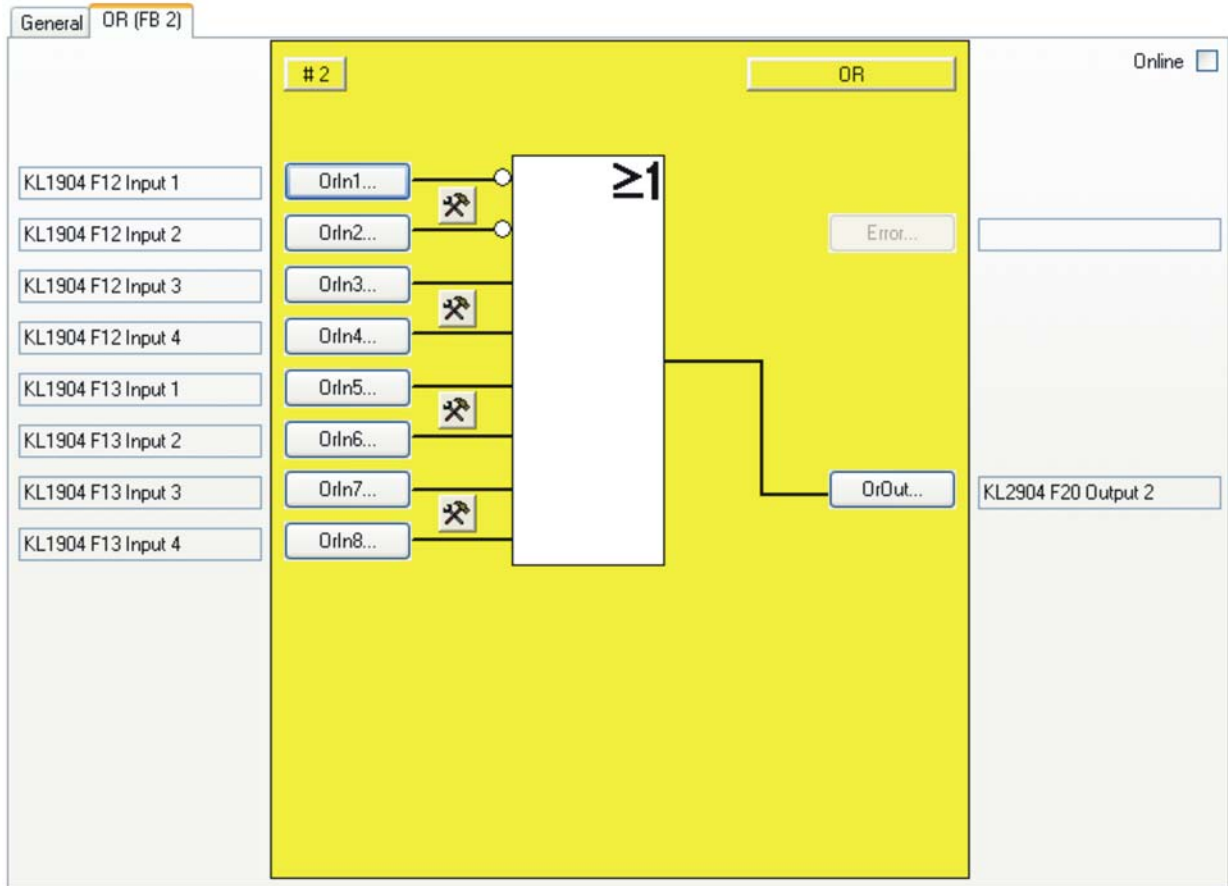 General OR (FB 2)
Online
#2 OR
≥1
KL1904 F12 Input 1 OrIn1...
KL1904 F12 Input 2 OrIn2... Error...
KL1904 F12 Input 3 OrIn3...
KL1904 F12 Input 4 OrIn4...
KL1904 F13 Input 1 OrIn5...
KL1904 F13 Input 2 OrIn6...
KL1904 F13 Input 3 OrIn7... OrOut... KL2904 F20 Output 2
KL1904 F13 Input 4 OrIn8...